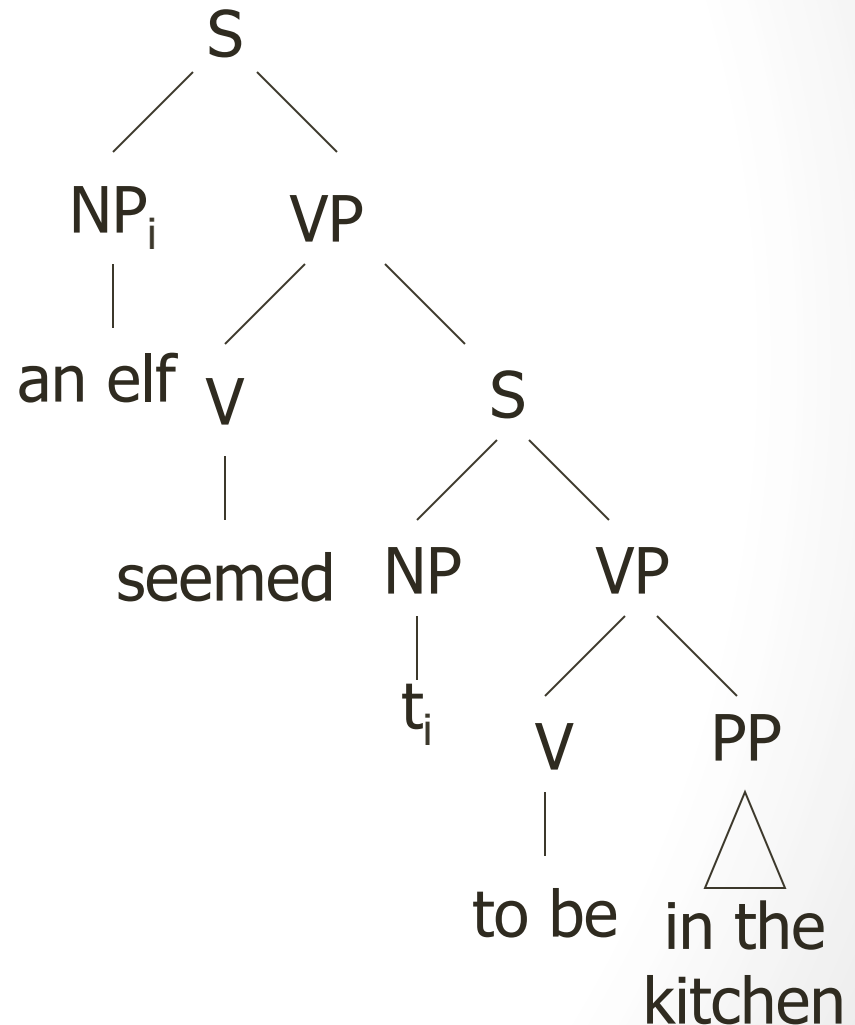 S
NPi VP
an elf V S
seemed NP VP
ti V PP
to be in the
kitchen